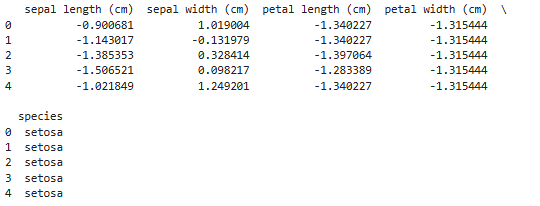 sepal length (cm)  sepal width (cm)  petal length (cm)  petal width (cm)  \
0          -0.900681          1.019004          -1.340227         -1.315444
1          -1.143017         -0.131979          -1.340227         -1.315444
2          -1.385353          0.328414          -1.397064         -1.315444
3          -1.506521          0.098217          -1.283389         -1.315444
4          -1.021849          1.249201          -1.340227         -1.315444
species
0  setosa
1  setosa
2  setosa
3  setosa
4  setosa